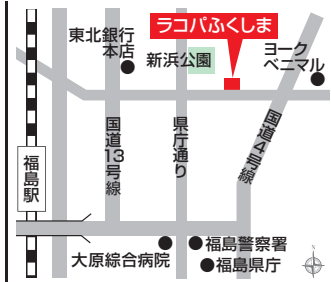 ラコパふくしま
東北銀行
本店
新浜公園
ヨーク
ベニマル
国道13号線
県庁通り
国道4号線
福島駅
大原綜合病院
福島警察署
福島県庁